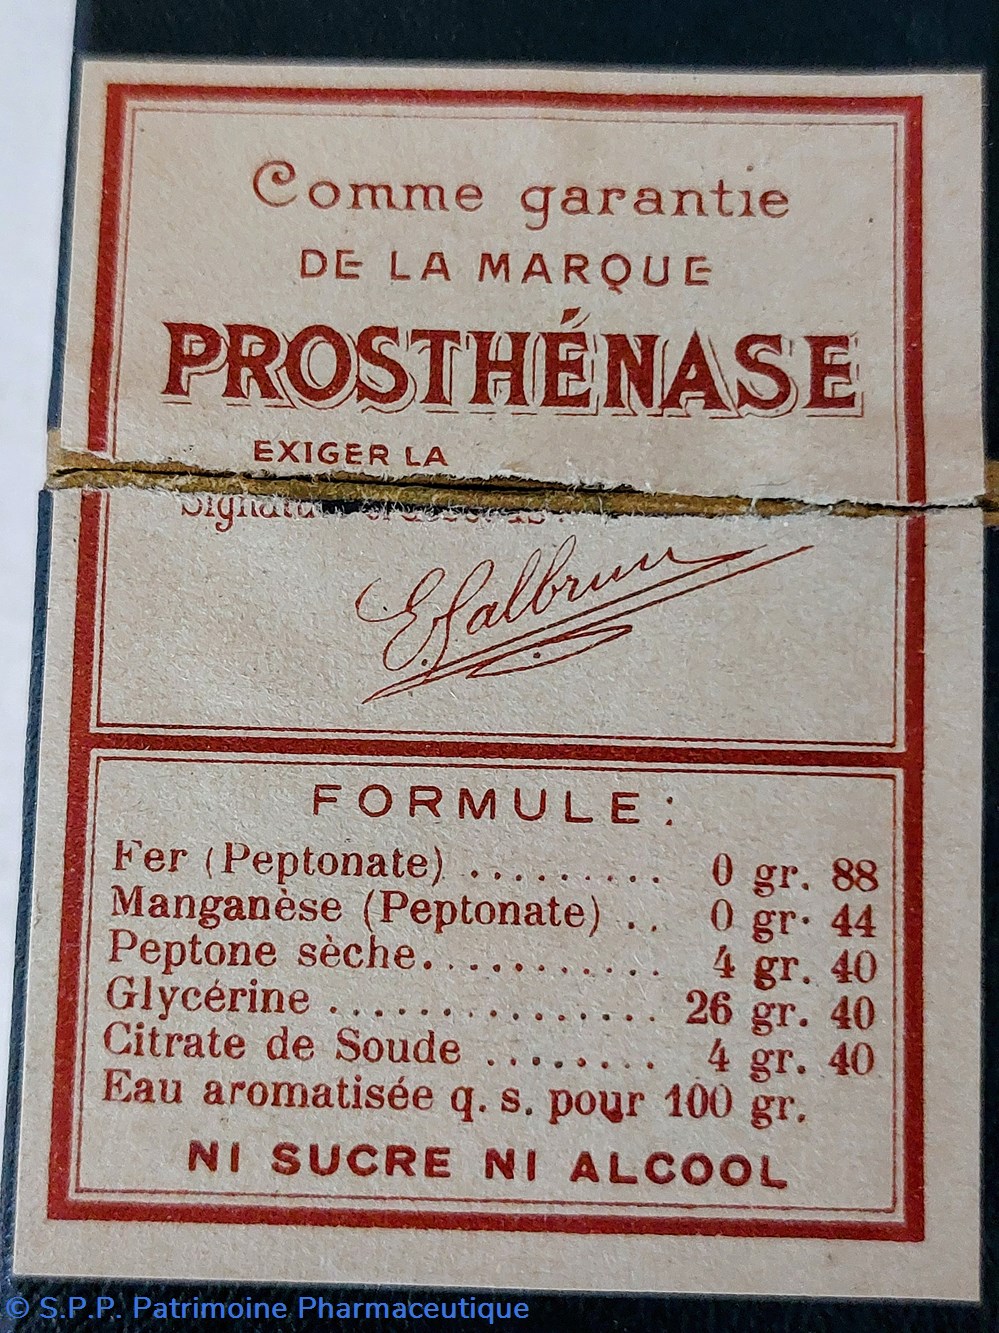 Comme garantie
DE LA MARQUE
PROSTHÉNASE
EXIGER LA
E. Galbrun
FORMULE :
Fer (Peptonate) ......... 0 gr. 88
Manganèse (Peptonate) .. 0 gr. 44
Peptone sèche........... 4 gr. 40
Glycérine ............... 26 gr. 40
Citrate de Soude ........ 4 gr. 40
Eau aromatisée q. s. pour 100 gr.
NI SUCRE NI ALCOOL
© S.P.P. Patrimoine Pharmaceutique